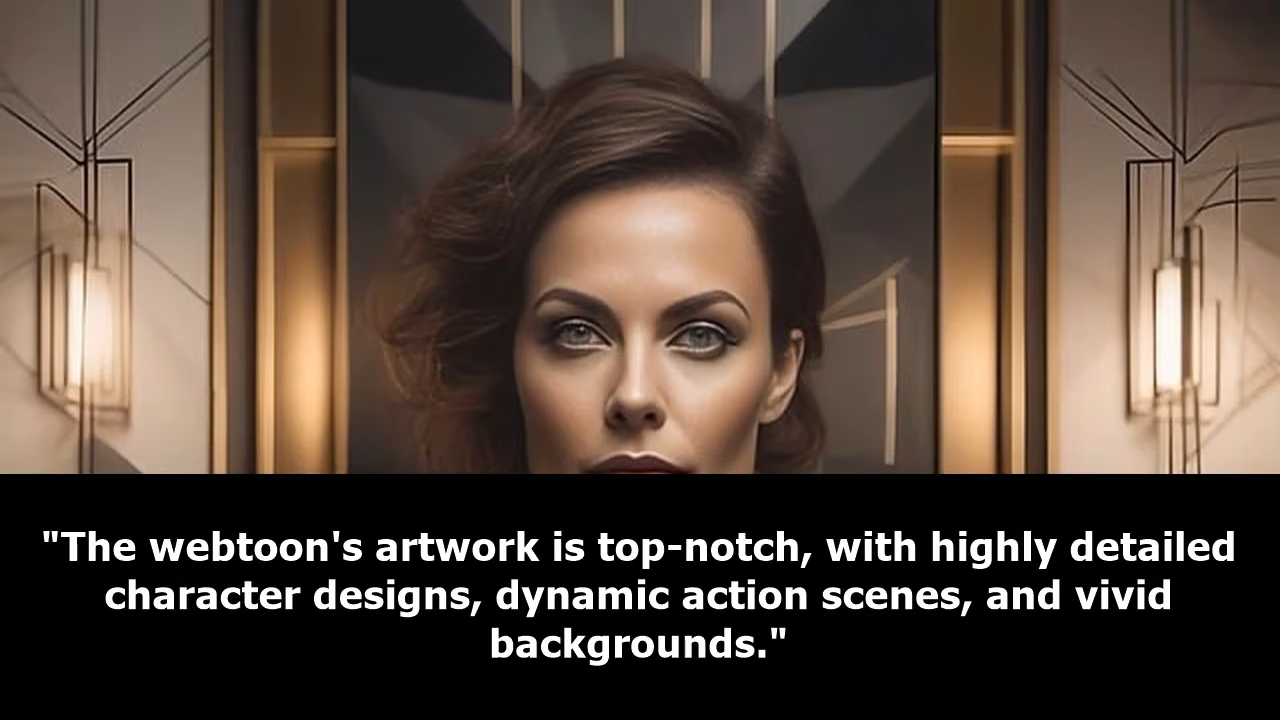 "The webtoon's artwork is top-notch, with highly detailed
character designs, dynamic action scenes, and vivid
backgrounds."